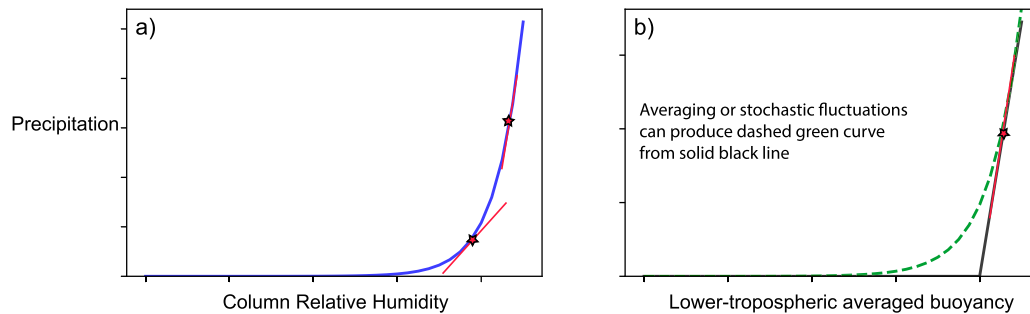 a)
Precipitation
Column Relative Humidity
b)
Averaging or stochastic fluctuations
can produce dashed green curve
from solid black line
Lower-tropospheric averaged buoyancy